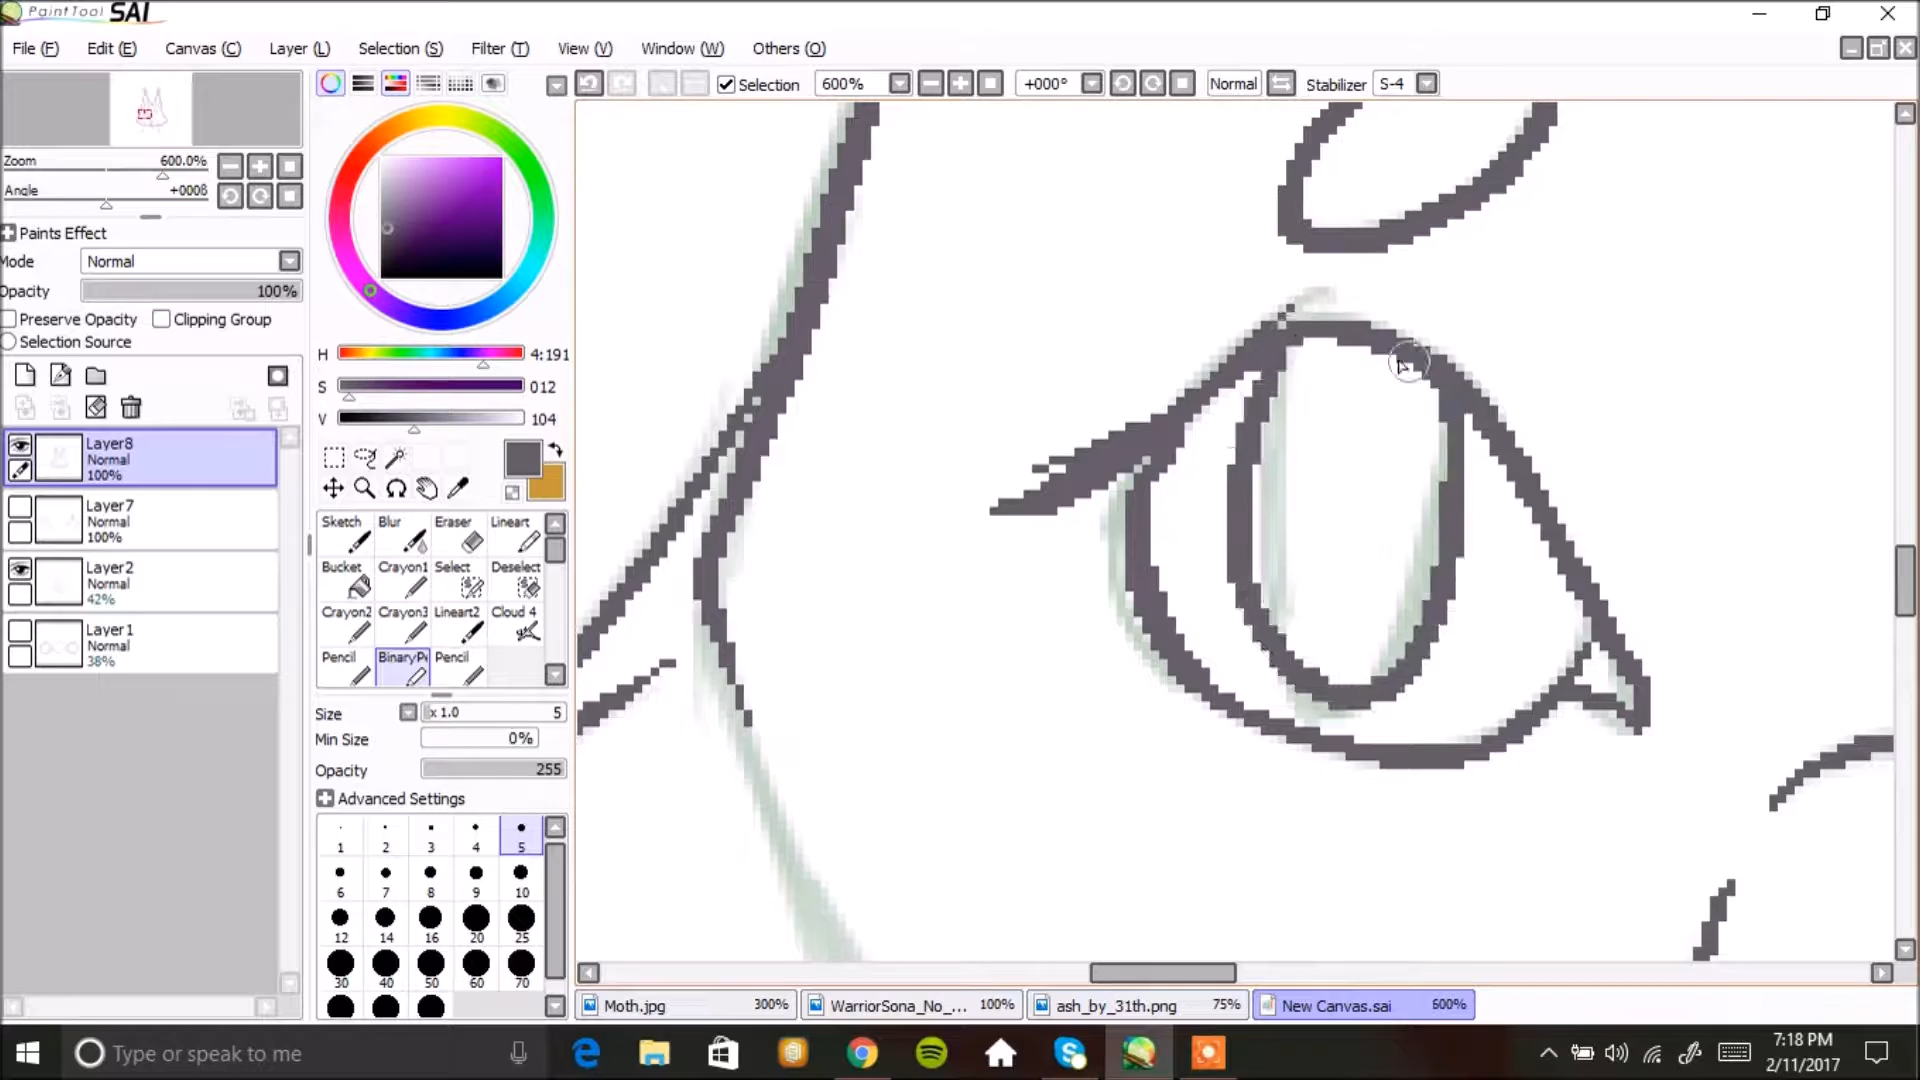 PaintTool SAI
File (F) Edit (E) Canvas (C) Layer (L) Selection (S) Filter (T) View (V) Window (W) Others (O)
Selection 600% +000° Normal Stabilizer S-4
Zoom 600.0%
Angle +0008
Paints Effect
Mode Normal
Opacity 100%
Preserve Opacity Clipping Group
Selection Source
Layer8
Normal
100%
Layer7
Normal
100%
Layer2
Normal
42%
Layer1
Normal
38%
H 4:191
S 012
V 104
Sketch Blur Eraser Lineart
Bucket Crayon1 Select Deselect
Crayon2 Crayon3 Lineart2 Cloud 4
Pencil BinaryPe Pencil
Size x 1.0 5
Min Size 0%
Opacity 255
Advanced Settings
1 2 3 4 5
6 7 8 9 10
12 14 16 20 25
30 40 50 60 70
Moth.jpg 300% WarriorSona_No_... 100% ash_by_31th.png 75% New Canvas.sai 600%
Type or speak to me
7:18 PM
2/11/2017